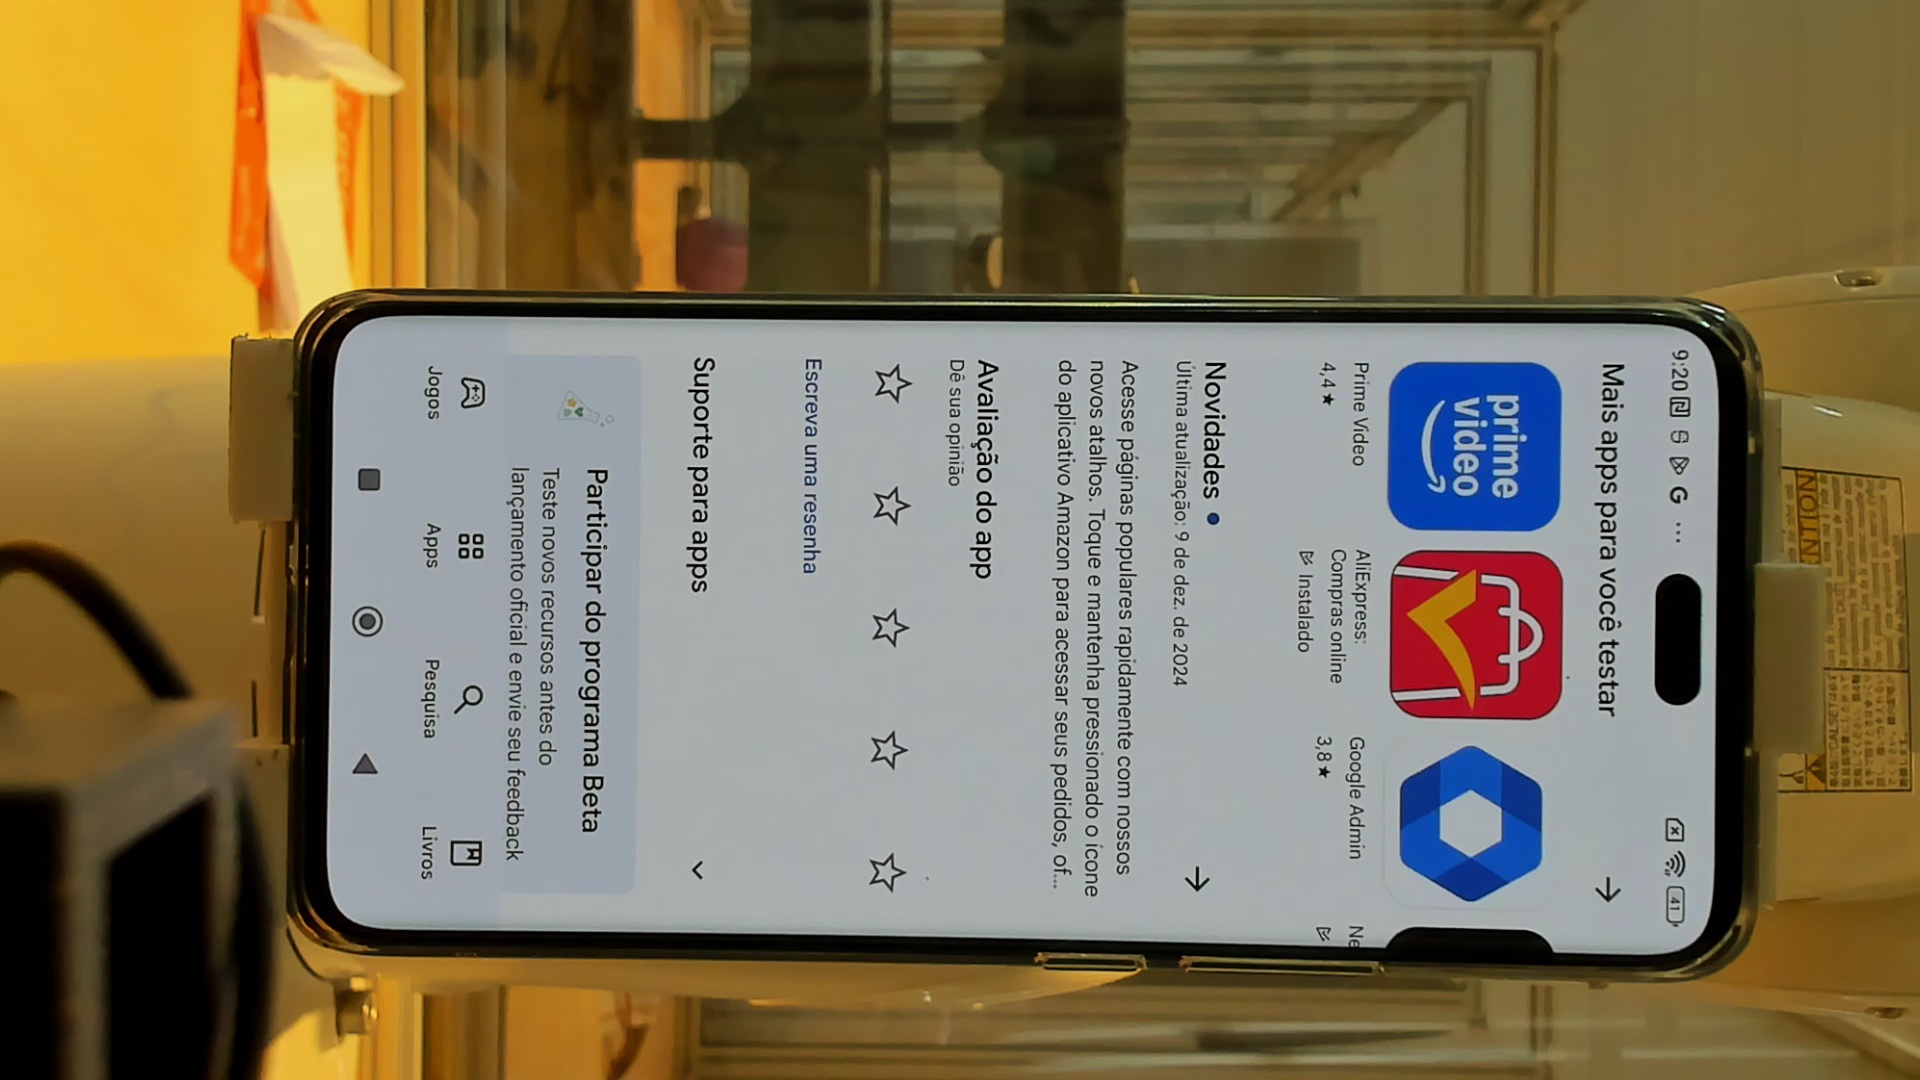 9:20
41
Mais apps para você testar
prime video
Prime Video
4,4 ★
AliExpress:
Compras online
Instalado
Google Admin
3,8 ★
Ne
Novidades
Última atualização: 9 de dez. de 2024
Acesse páginas populares rapidamente com nossos
novos atalhos. Toque e mantenha pressionado o ícone
do aplicativo Amazon para acessar seus pedidos, of...
Avaliação do app
Dê sua opinião
Escreva uma resenha
Suporte para apps
Participar do programa Beta
Teste novos recursos antes do
lançamento oficial e envie seu feedback
Jogos
Apps
Pesquisa
Livros